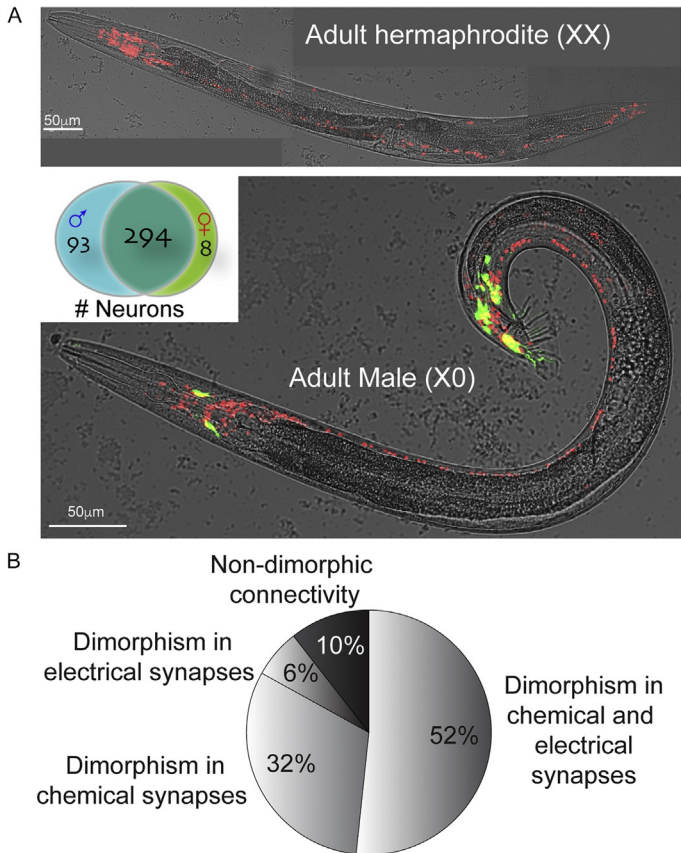 A
Adult hermaphrodite (XX)
50µm
♂
93
294
♀
8
# Neurons
Adult Male (X0)
50µm
B
Non-dimorphic
connectivity
10%
Dimorphism in
electrical synapses
6%
Dimorphism in
chemical and
electrical
synapses
52%
Dimorphism in
chemical synapses
32%